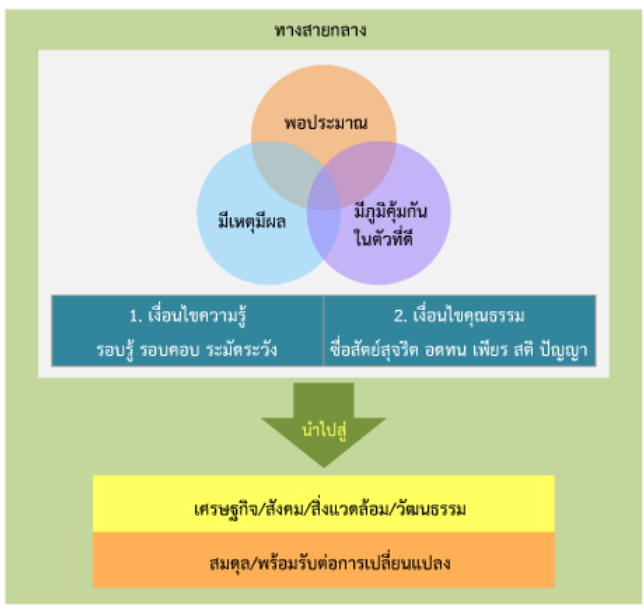 ทางสายกลาง
พอประมาณ
มีเหตุมีผล
มีภูมิคุ้มกัน
ในตัวที่ดี
1. เงื่อนไขความรู้
รอบรู้ รอบคอบ ระมัดระวัง
2. เงื่อนไขคุณธรรม
ซื่อสัตย์สุจริต อดทน เพียร สติ ปัญญา
นำไปสู่
เศรษฐกิจ/สังคม/สิ่งแวดล้อม/วัฒนธรรม
สมดุล/พร้อมรับต่อการเปลี่ยนแปลง